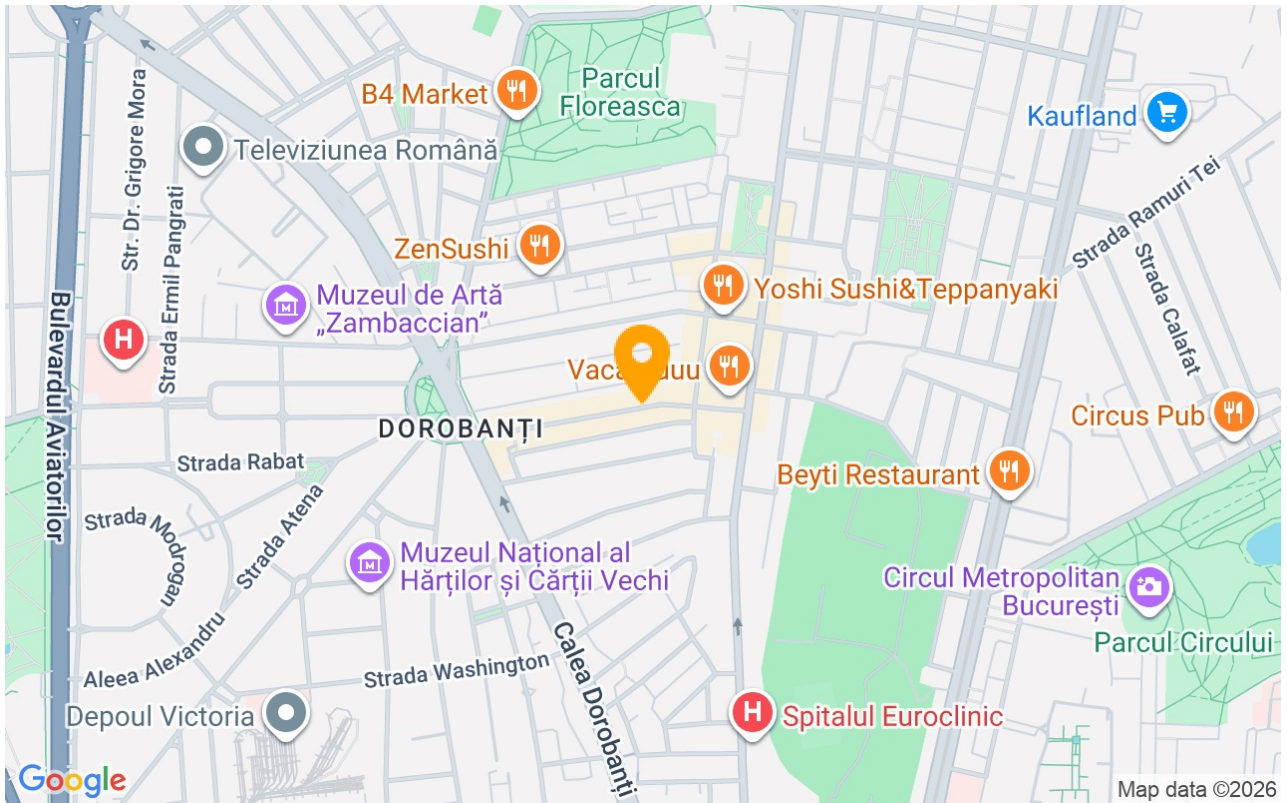 Parcul
Floreasca
B4 Market
Kaufland
Televiziunea Română
Str. Dr. Grigore Mora
Strada Ermil Pangrati
Strada Ramuri Tei
Strada Calafat
ZenSushi
Muzeul de Artă
„Zambaccian”
Yoshi Sushi&Teppanyaki
H
Bulevardul Aviatorilor
DOROBANȚI
Circus Pub
Strada Rabat
Beyti Restaurant
Strada Modrogan
Strada Atena
Muzeul Național al
Hărților și Cărții Vechi
Circul Metropolitan
București
Parcul Circului
Aleea Alexandru
Strada Washington
Calea Dorobanți
Depoul Victoria
H
Spitalul Euroclinic
Google
Map data ©2026